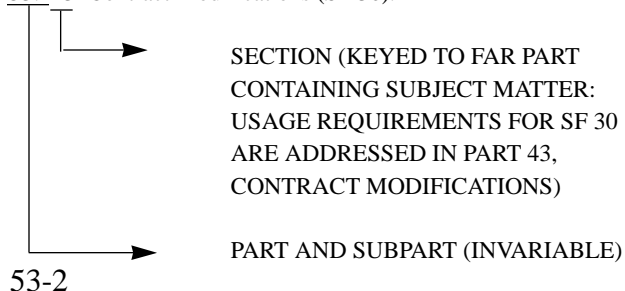 SECTION (KEYED TO FAR PART
CONTAINING SUBJECT MATTER:
USAGE REQUIREMENTS FOR SF 30
ARE ADDRESSED IN PART 43,
CONTRACT MODIFICATIONS)
PART AND SUBPART (INVARIABLE)
53-2